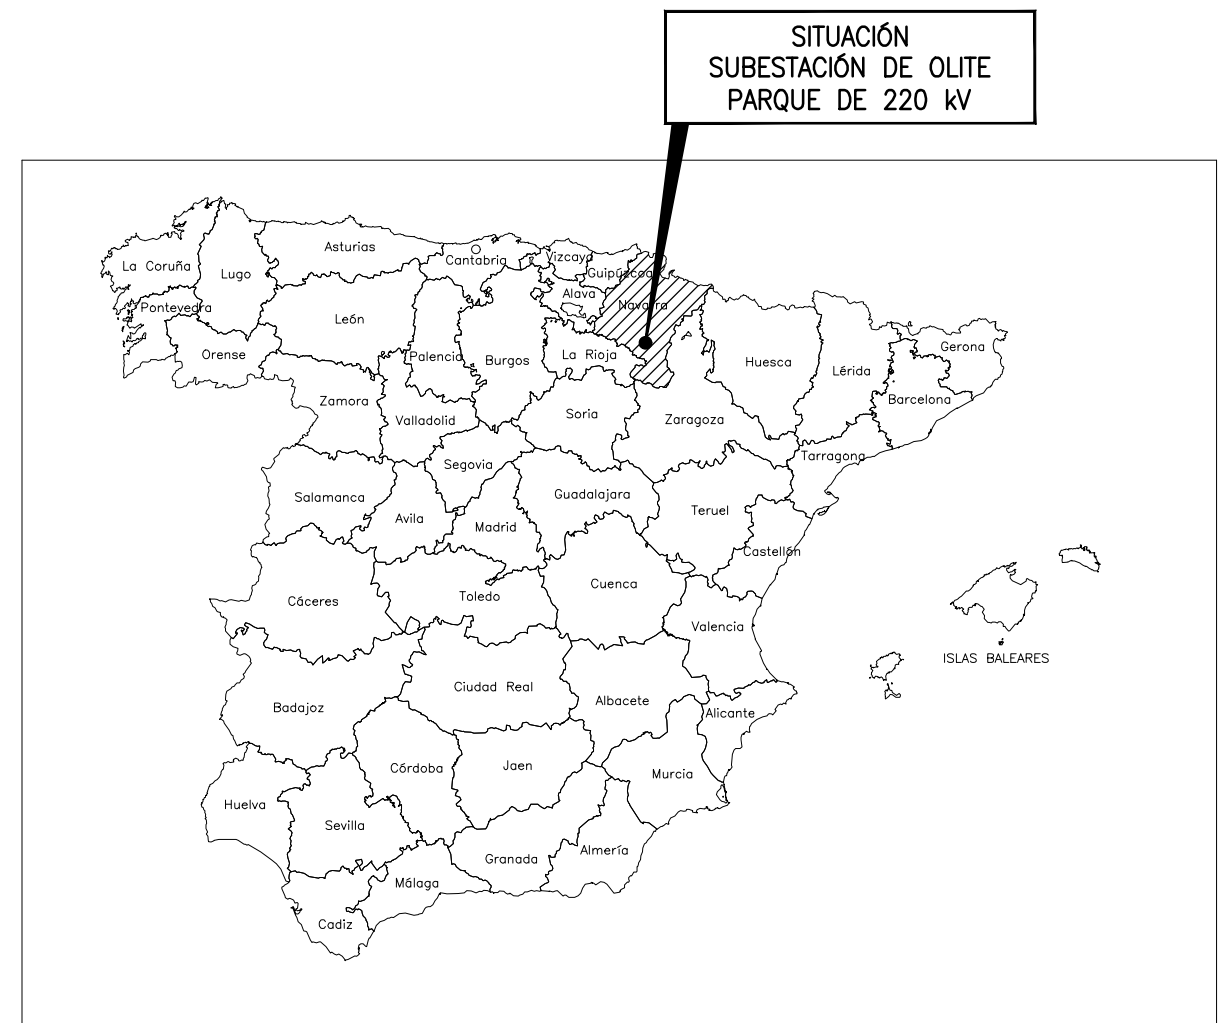 SITUACIÓN
SUBESTACIÓN DE OLITE
PARQUE DE 220 kV
Asturias
La Coruña
Lugo
Cantabria
Vizcaya
Guipúzcoa
Alava
Navarra
Pontevedra
León
Orense
Palencia
Burgos
La Rioja
Huesca
Lérida
Gerona
Barcelona
Zamora
Valladolid
Soria
Zaragoza
Tarragona
Segovia
Salamanca
Avila
Madrid
Guadalajara
Teruel
Castellón
Cáceres
Toledo
Cuenca
Valencia
ISLAS BALEARES
Badajoz
Ciudad Real
Albacete
Alicante
Córdoba
Jaen
Murcia
Huelva
Sevilla
Granada
Almería
Málaga
Cadiz